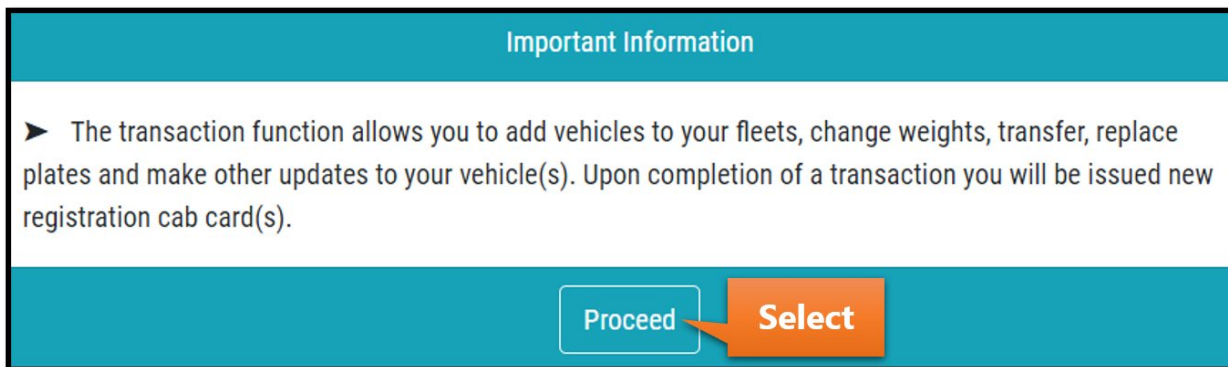 Important Information
➤ The transaction function allows you to add vehicles to your fleets, change weights, transfer, replace
plates and make other updates to your vehicle(s). Upon completion of a transaction you will be issued new
registration cab card(s).
Proceed
Select